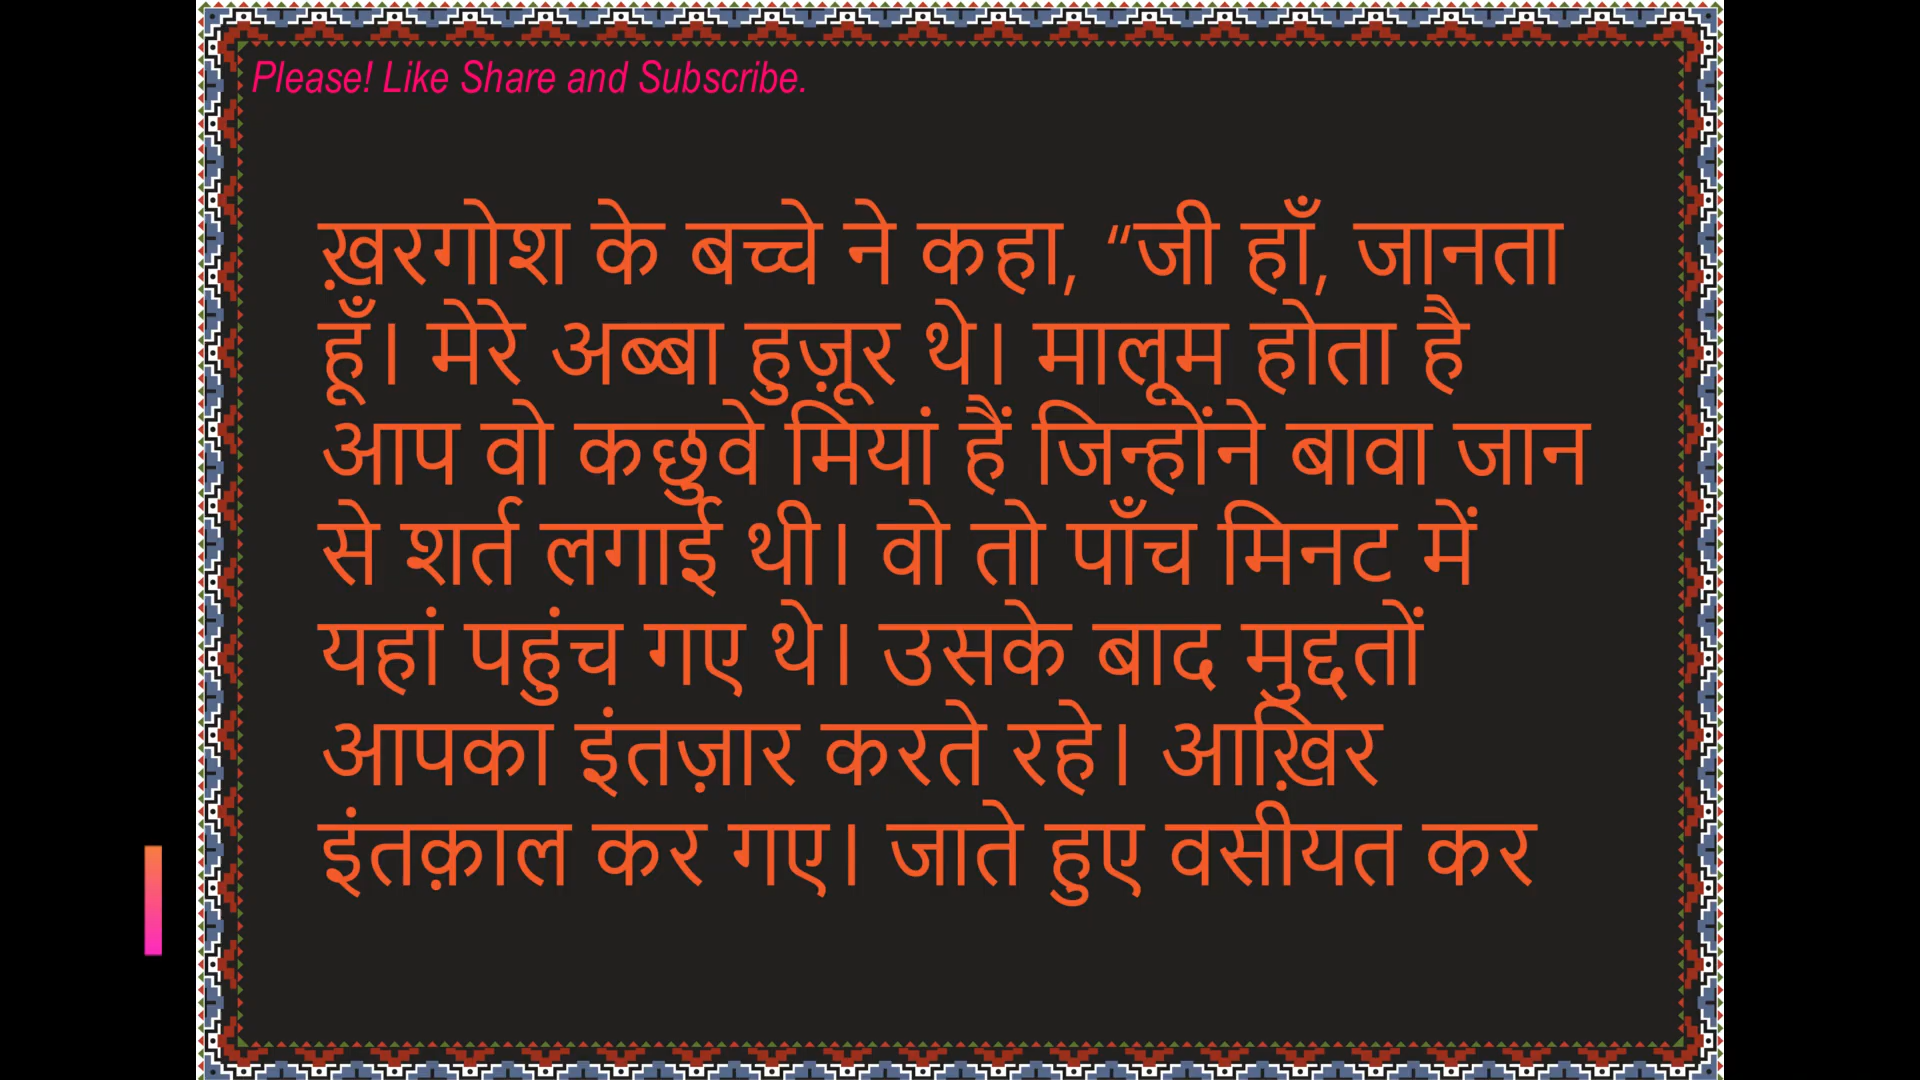 Please! Like Share and Subscribe.
ख़रगोश के बच्चे ने कहा, “जी हाँ, जानता
हूँ। मेरे अब्बा हुज़ूर थे। मालूम होता है
आप वो कछुवे मियां हैं जिन्होंने बावा जान
से शर्त लगाई थी। वो तो पाँच मिनट में
यहां पहुंच गए थे। उसके बाद मुद्दतों
आपका इंतज़ार करते रहे। आख़िर
इंतक़ाल कर गए। जाते हुए वसीयत कर